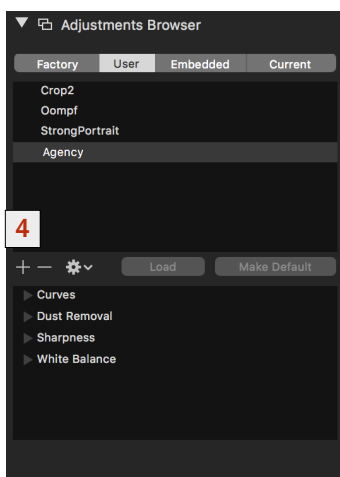 Adjustments Browser
Factory User Embedded Current
Crop2
Oompf
StrongPortrait
Agency
4
Load Make Default
Curves
Dust Removal
Sharpness
White Balance